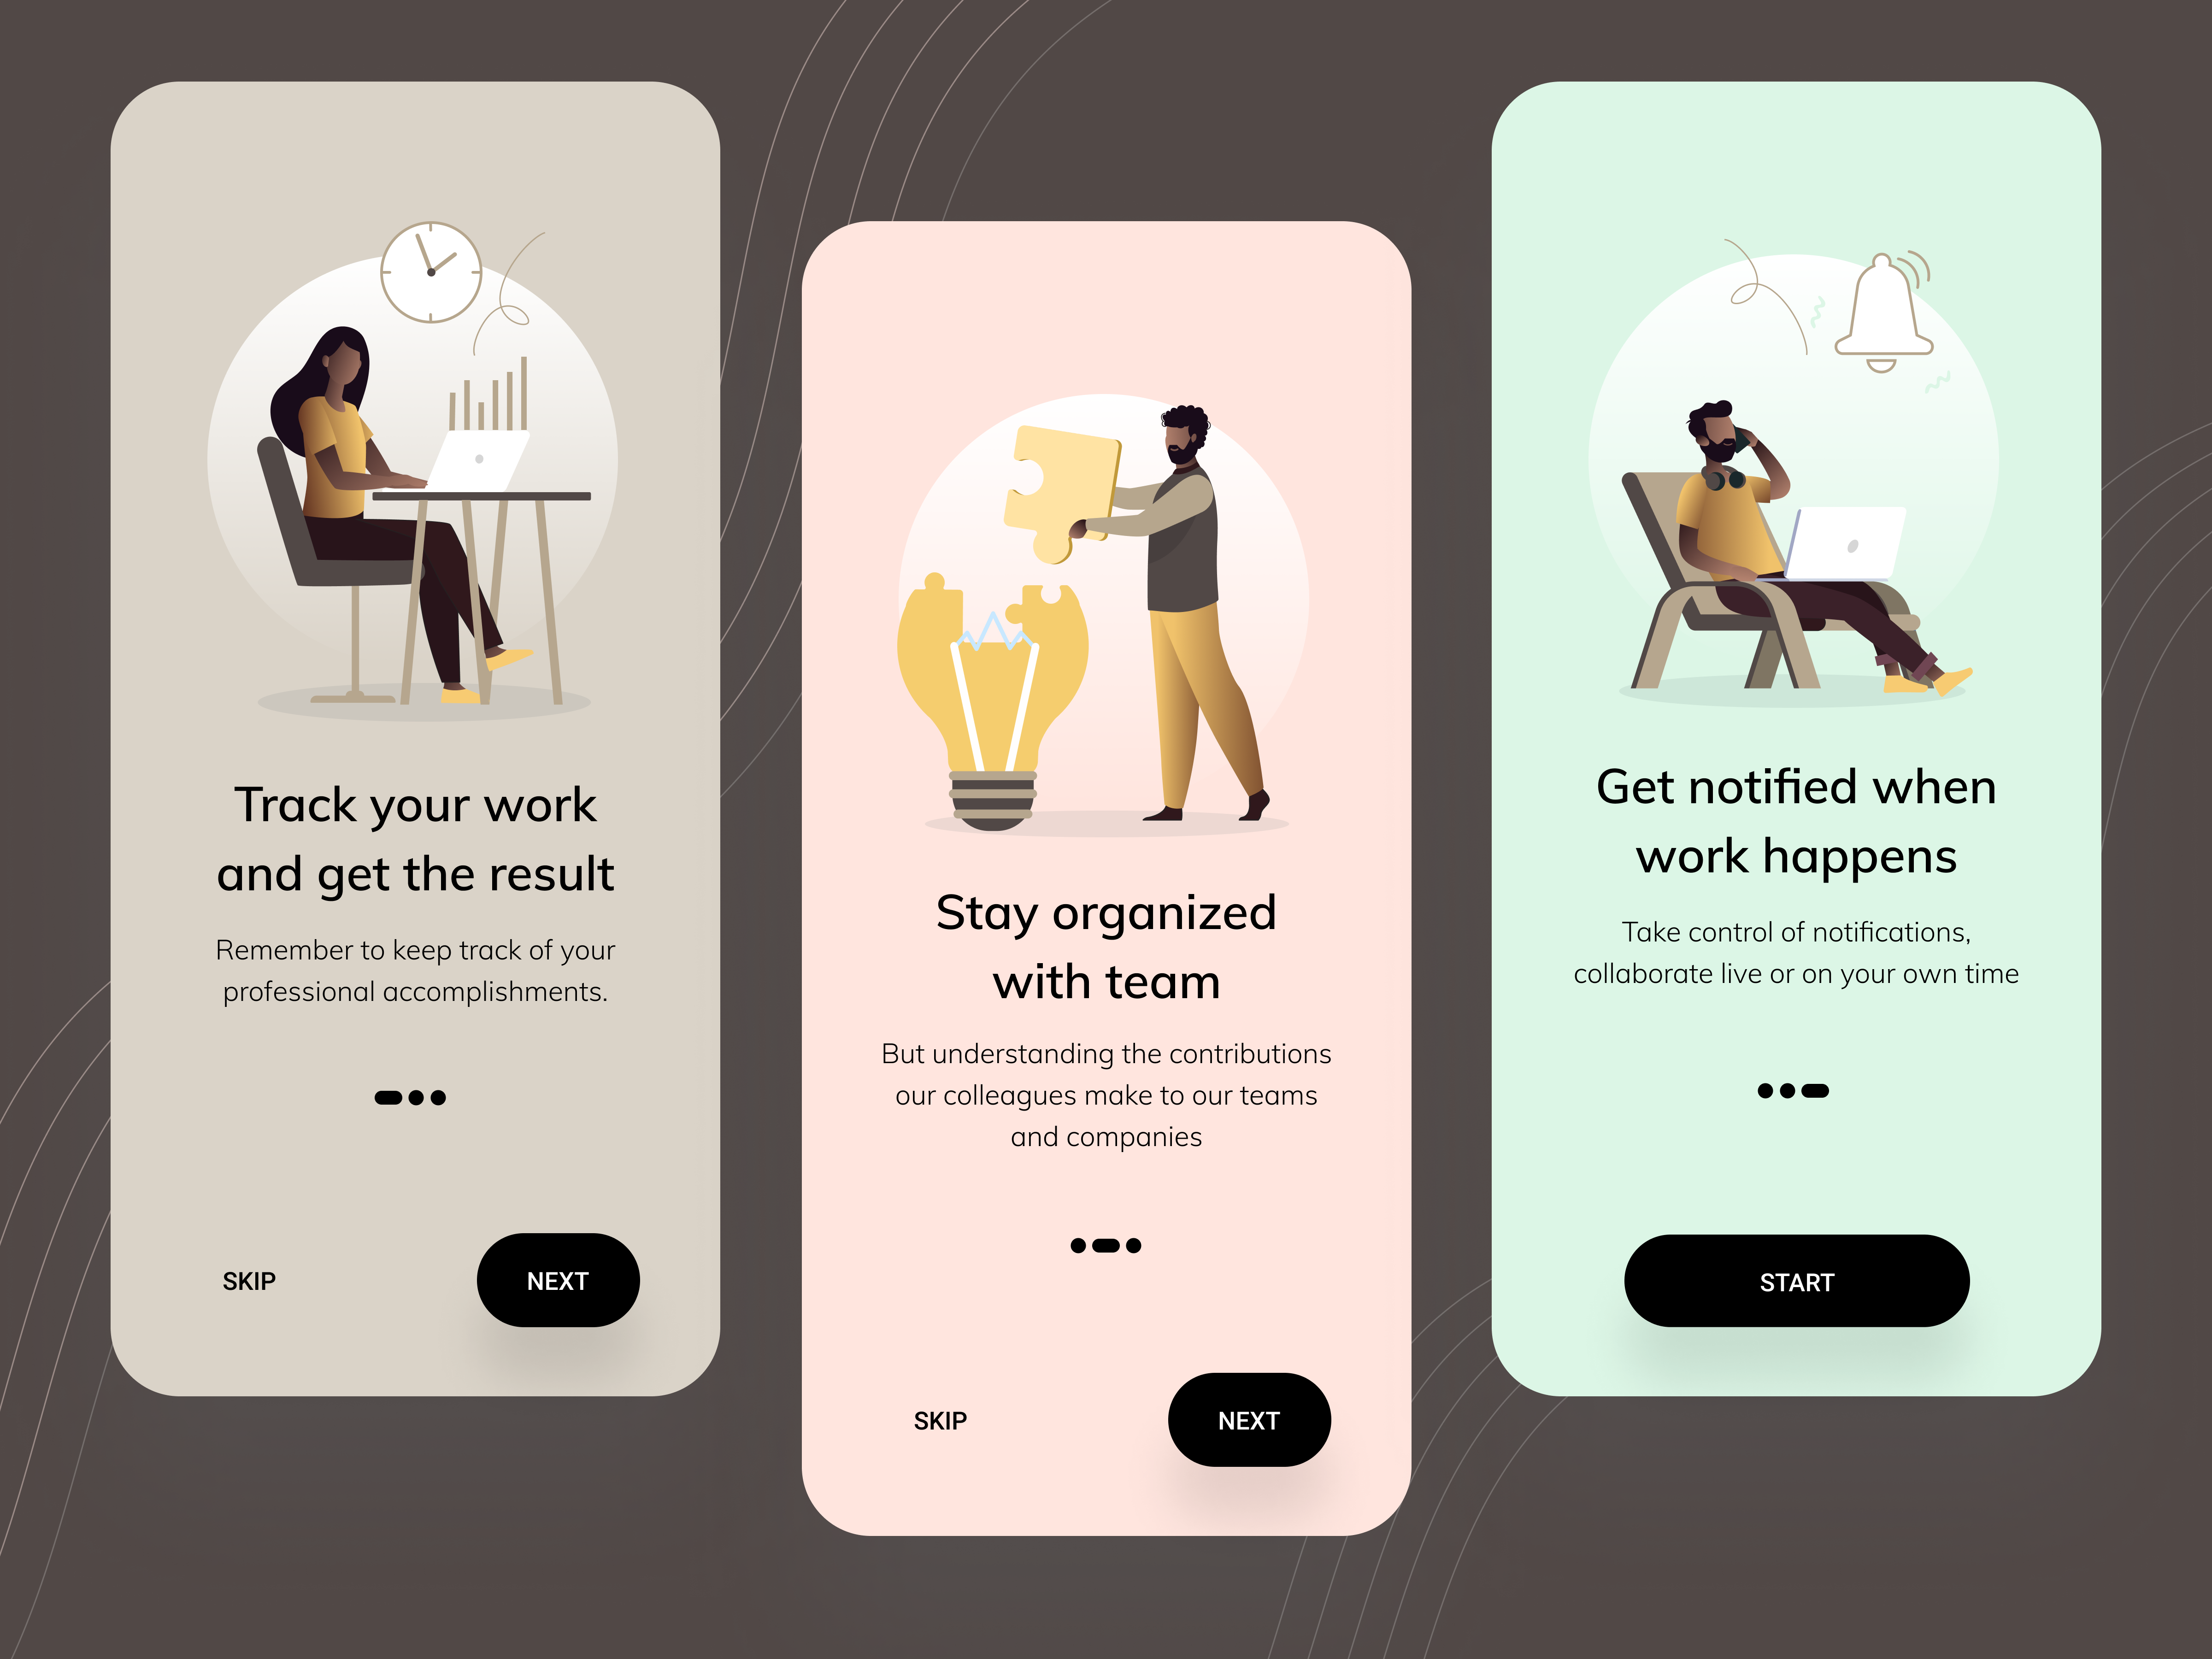 Track your work
and get the result
Remember to keep track of your
professional accomplishments.
SKIP
NEXT
Stay organized
with team
But understanding the contributions
our colleagues make to our teams
and companies
SKIP
NEXT
Get notified when
work happens
Take control of notifications,
collaborate live or on your own time
START